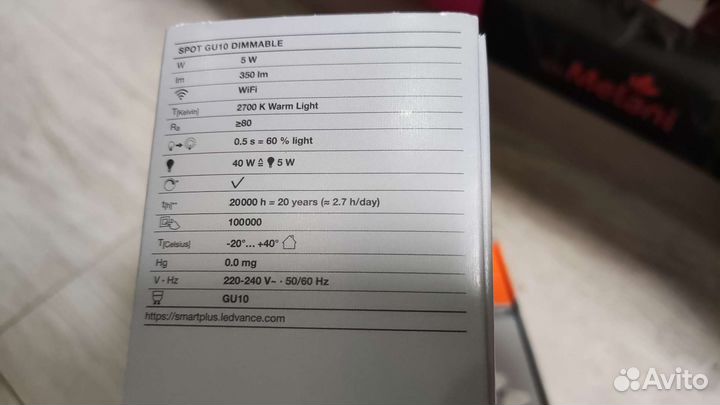 SPOT GU10 DIMMABLE
W 5 W
lm 350 lm
WiFi
T[Kelvin] 2700 K Warm Light
Ra ≥80
0.5 s = 60 % light
40 W ≙ 5 W
t[h]** 20000 h = 20 years (≈ 2.7 h/day)
100000
T[Celsius] -20°... +40°
Hg 0.0 mg
V - Hz 220-240 V~ · 50/60 Hz
GU10
https://smartplus.ledvance.com
Melani
Avito